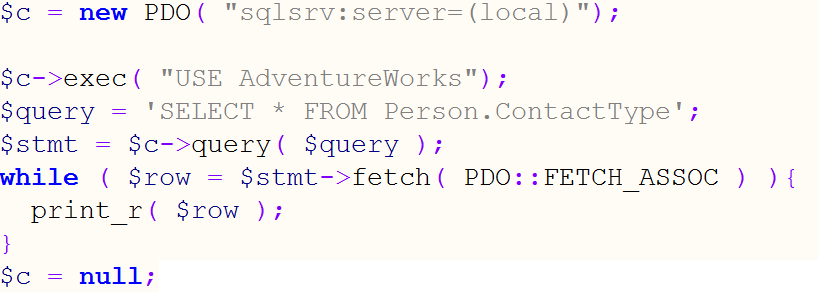 $c = new PDO( "sqlsrv:server=(local)");
$c->exec( "USE AdventureWorks");
$query = 'SELECT * FROM Person.ContactType';
$stmt = $c->query( $query );
while ( $row = $stmt->fetch( PDO::FETCH_ASSOC ) ){
  print_r( $row );
}
$c = null;